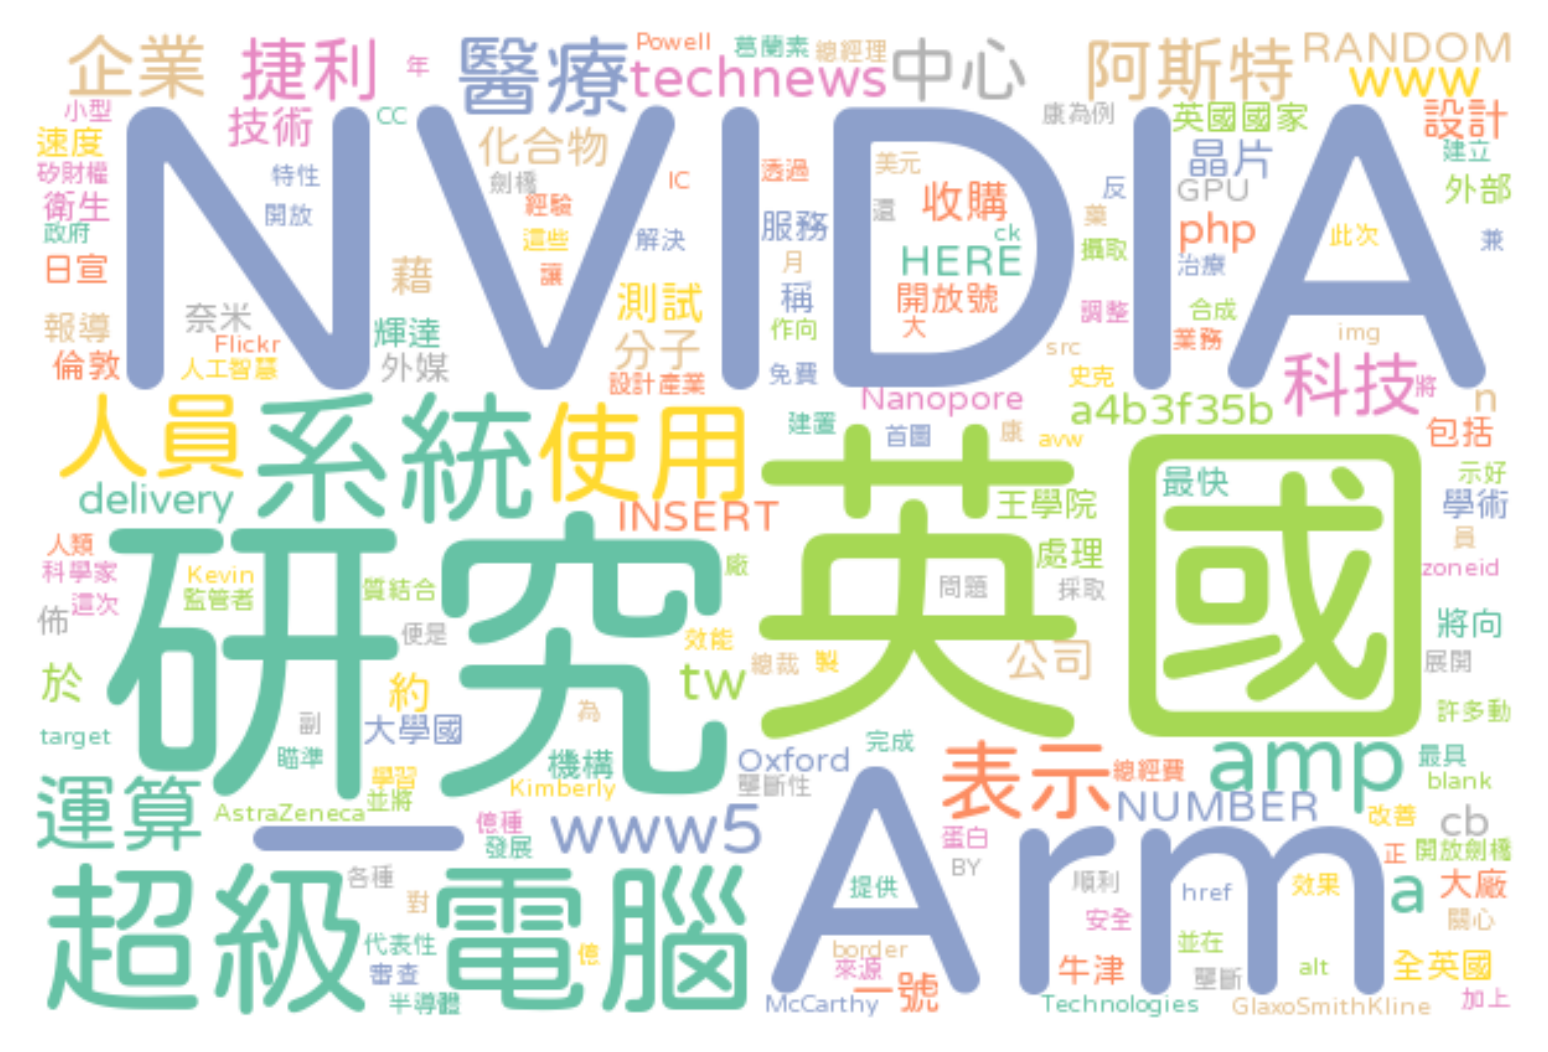 企業
捷利
年
醫療
Powell
葛蘭素
總經理
technews
中心
阿斯特
RANDOM
www
小型
技術
CC
NVIDIA
化合物
康為例
英國國家
設計
速度
矽財權
特性
劍橋
IC
透過
美元
晶片
建立
衛生
開放
經驗
還
收購
反
GPU
外部
政府
這些
解決
服務
ck
藥
php
此次
兼
日宣
藉
讓
月
HERE
攝取
治療
測試
稱
開放號
報導
奈米
輝達
作向
大
調整
合成
img
Flickr
分子
src
業務
倫敦
人工智慧
外媒
設計產業
免費
史克
科技
將
人員
系統
使用
Nanopore
a4b3f35b
n
建置
首圖
康
avw
包括
delivery
INSERT
英國
最快
示好
王學院
學術
研究
員
人類
廠
處理
科學家
Kevin
監管者
質結合
問題
採取
zoneid
佈
這次
便是
效能
將向
於
約
tw
總裁
製
公司
展開
副
大學國
為
許多動
target
瞄準
機構
Oxford
完成
表示
總經費
amp
最具
學習
Kimberly
壟斷性
blank
運算
AstraZeneca
並將
Arm
NUMBER
改善
cb
一
億種
www5
蛋白
發展
BY
正
開放劍橋
超級電腦
各種
提供
順利
href
效果
a
大廠
對
安全
關心
代表性
億
border
並在
審查
來源
牛津
壟斷
alt
全英國
半導體
McCarthy
一號
Technologies
GlaxoSmithKline
加上